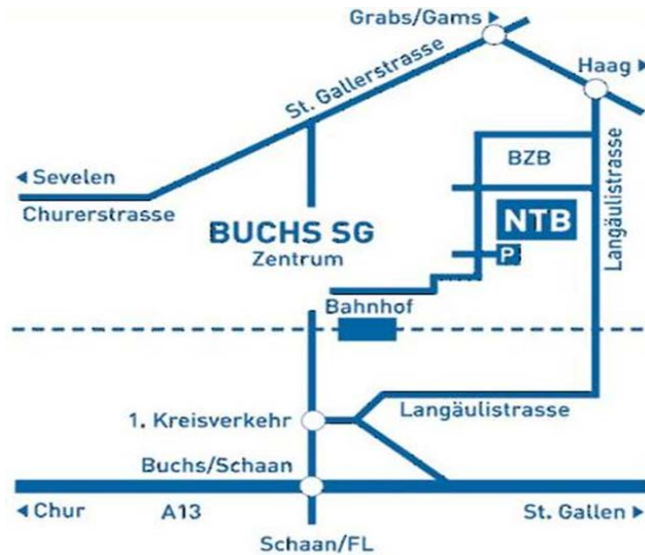 Grabs/Gams ▶
Haag ▶
St. Gallerstrasse
BZB
◀ Sevelen
Churerstrasse
NTB
Langäulistrasse
BUCHS SG
Zentrum
P
Bahnhof
Langäulistrasse
1. Kreisverkehr
Buchs/Schaan
◀ Chur
A13
St. Gallen ▶
Schaan/FL